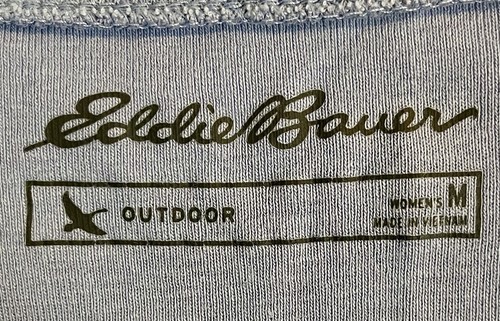 Eddie Bauer
OUTDOOR
WOMEN'S M
MADE IN VIETNAM